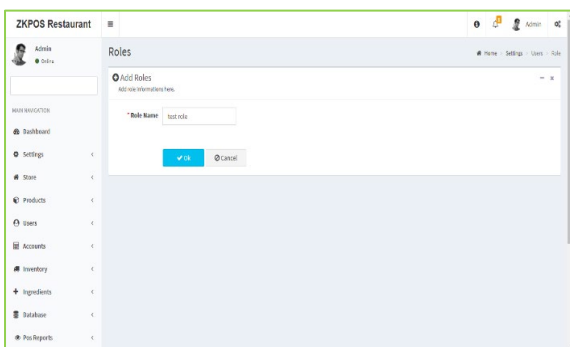 ZKPOS Restaurant
Admin
Admin
Online
Roles
Home Settings Users Role
Add Roles
Add role informations here.
* Role Name
test role
Ok
Cancel
MAIN NAVIGATION
Dashboard
Settings
Store
Products
Users
Accounts
Inventory
Ingredients
Database
Pos Reports